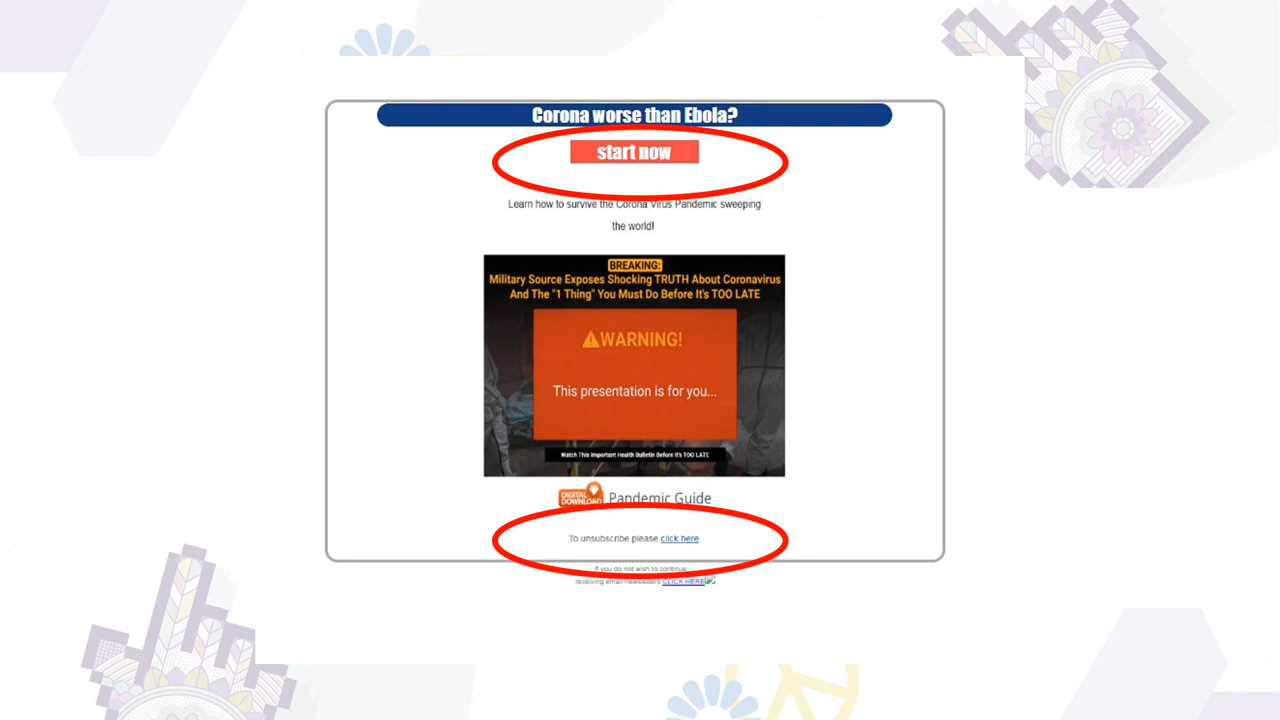 Corona worse than Ebola?
start now
Learn how to survive the Corona Virus Pandemic sweeping
the world!
BREAKING:
Military Source Exposes Shocking TRUTH About Coronavirus
And The "1 Thing" You Must Do Before It's TOO LATE
WARNING!
This presentation is for you...
Watch This Important Health Bulletin Before It's TOO LATE
DIGITAL
DOWNLOAD
Pandemic Guide
To unsubscribe please click here
If you do not wish to continue
receiving email newsletters CLICK HERE